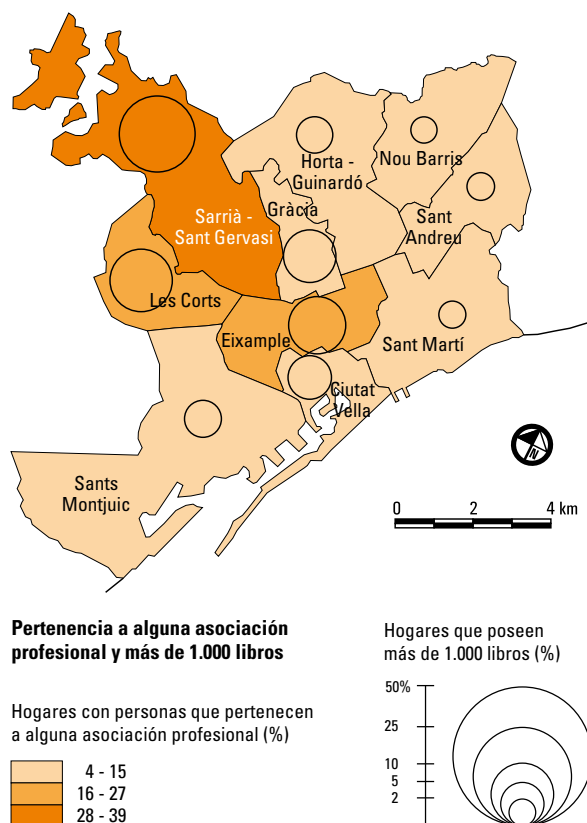 Horta -
Guinardó
Nou Barris
Gràcia
Sarrià -
Sant Gervasi
Sant
Andreu
Les Corts
Eixample
Sant Martí
Ciutat
Vella
Sants
Montjuic
N
0 2 4 km
Pertenencia a alguna asociación
profesional y más de 1.000 libros
Hogares con personas que pertenecen
a alguna asociación profesional (%)
4 - 15
16 - 27
28 - 39
Hogares que poseen
más de 1.000 libros (%)
50%
25
10
5
2